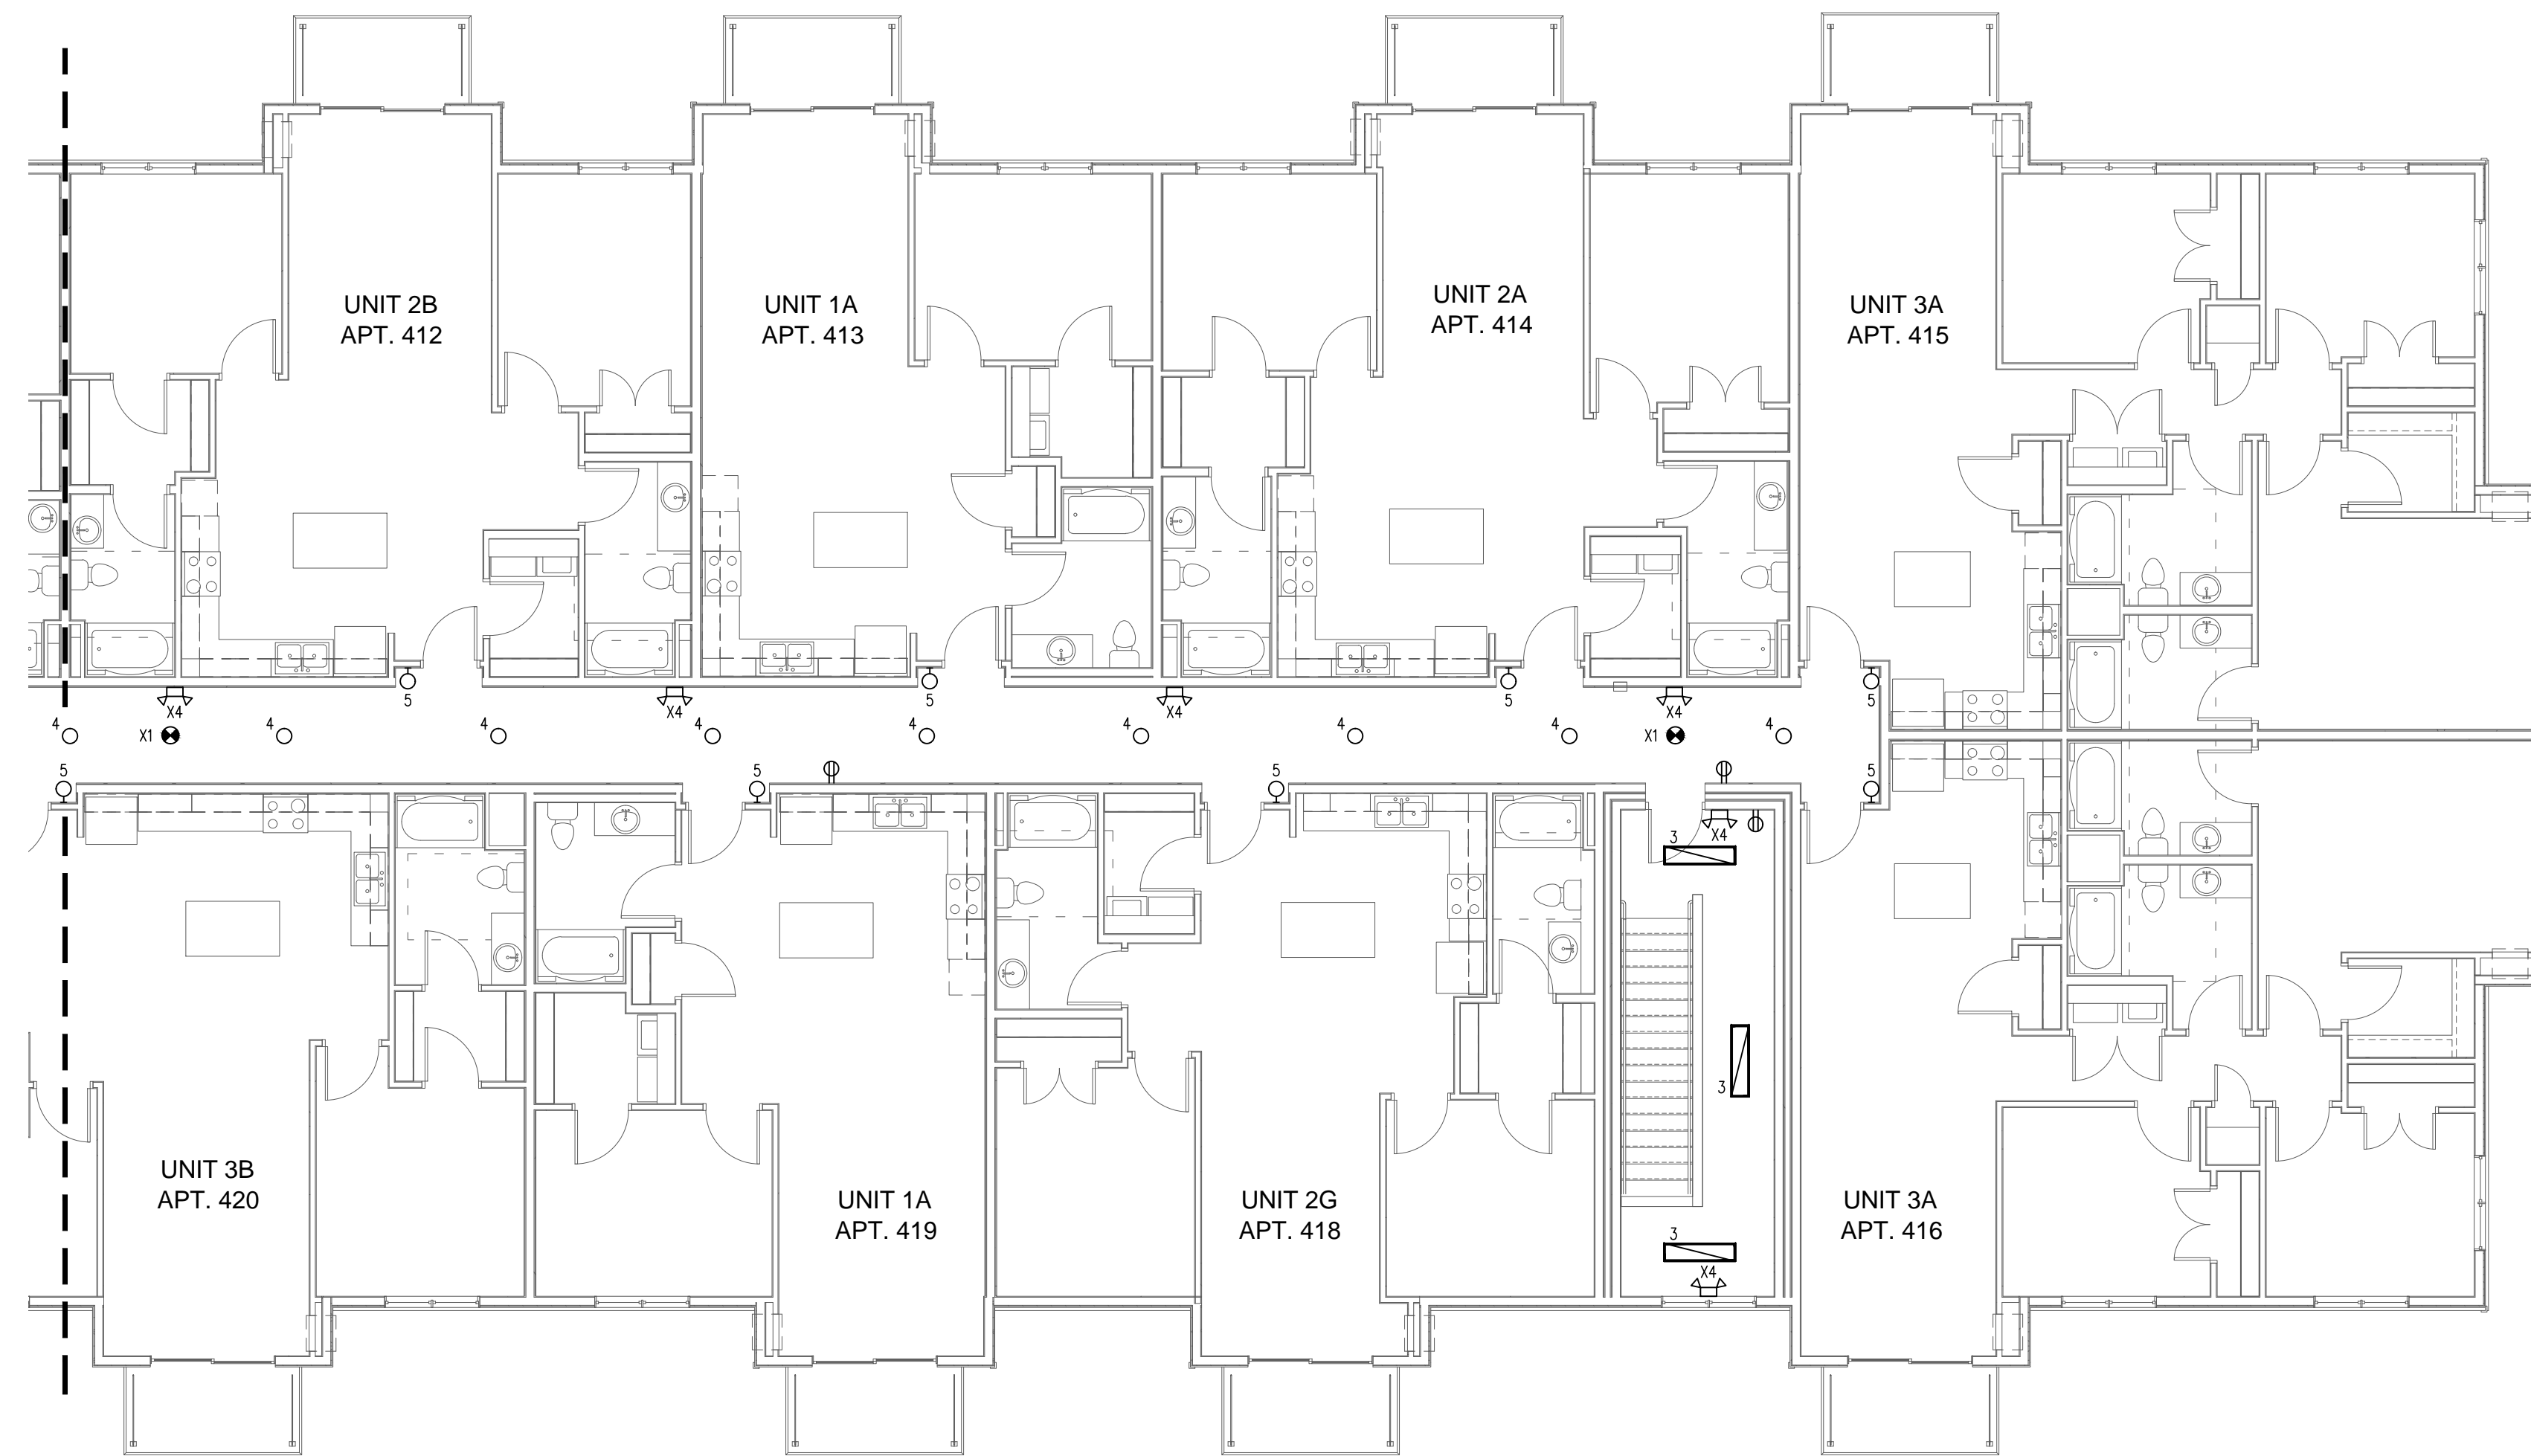 UNIT 2B
APT. 412
UNIT 1A
APT. 413
UNIT 2A
APT. 414
UNIT 3A
APT. 415
5
5
5
5
X4
X4
X4
X4
4
X1
4
4
4
4
4
4
4
X1
4
5
5
5
5
3
X4
3
3
X4
UNIT 3B
APT. 420
UNIT 1A
APT. 419
UNIT 2G
APT. 418
UNIT 3A
APT. 416